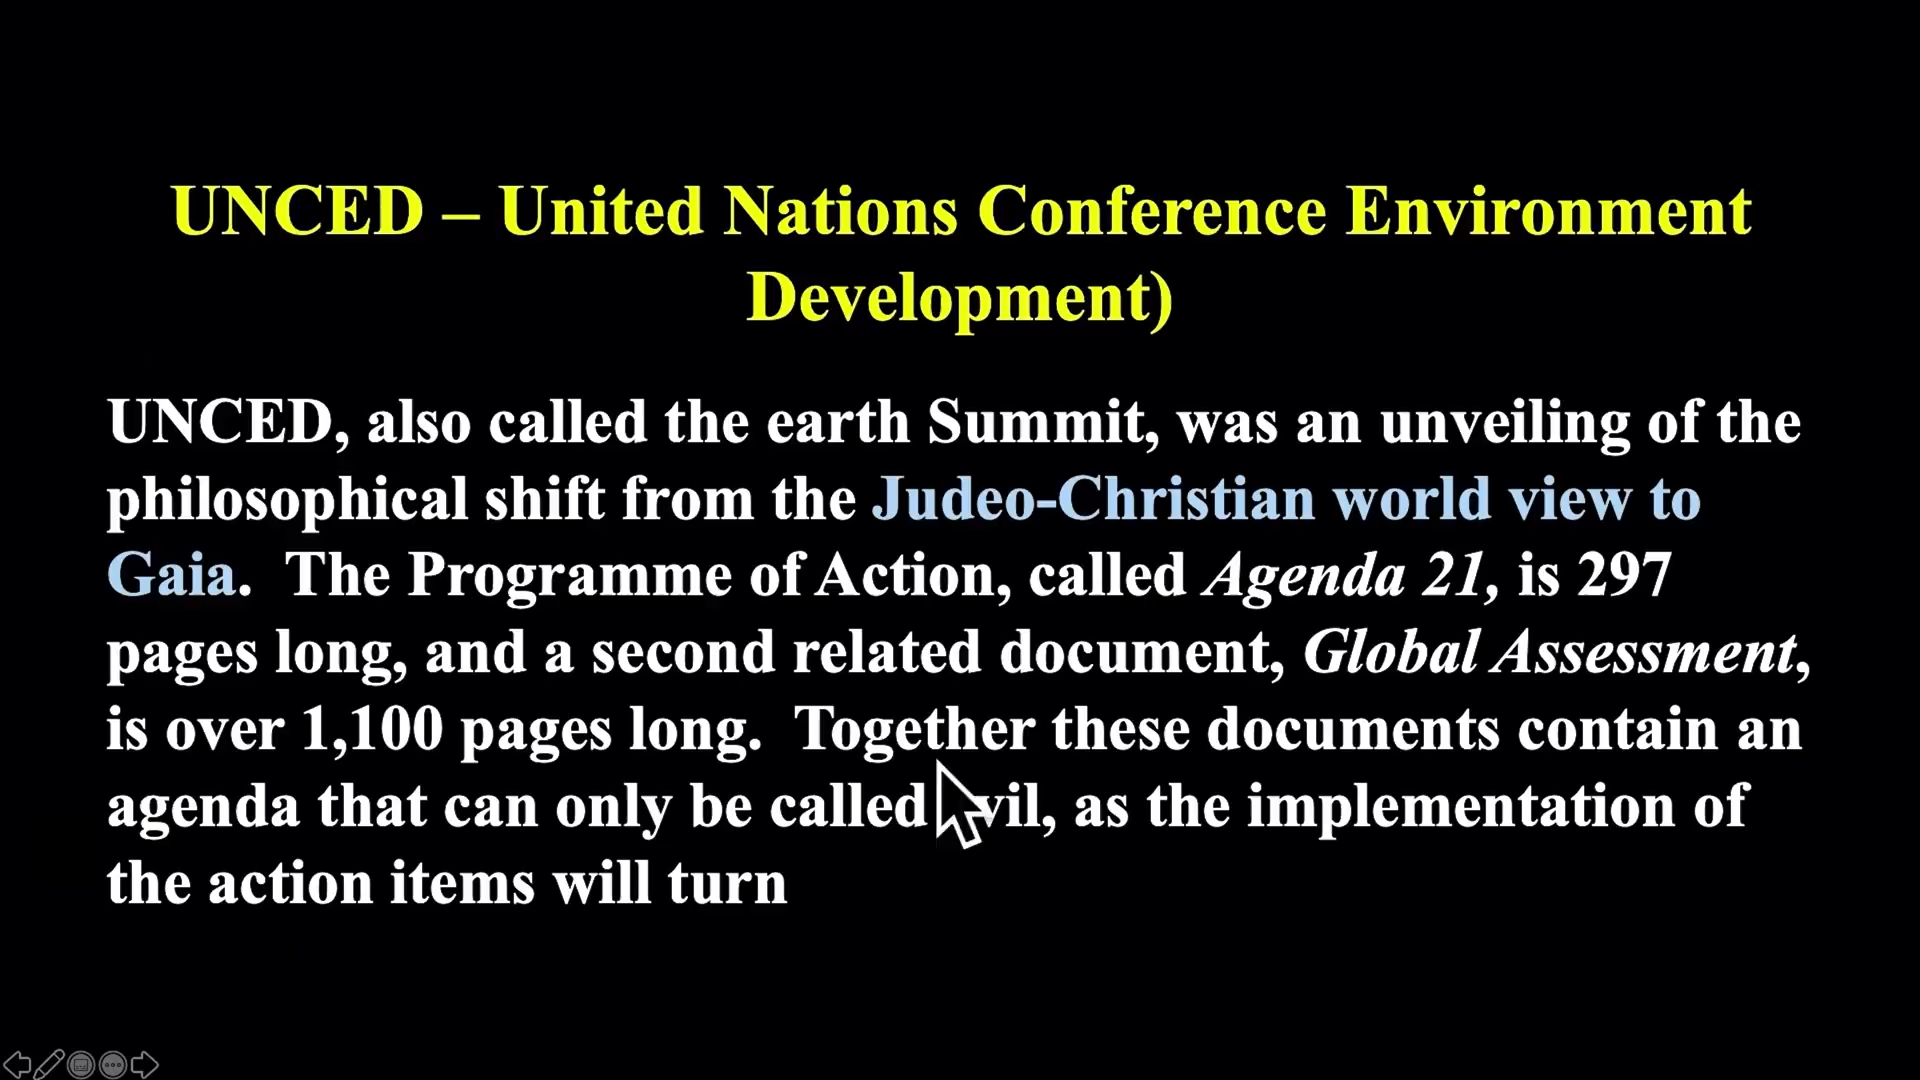 UNCED – United Nations Conference Environment
Development)
UNCED, also called the earth Summit, was an unveiling of the
philosophical shift from the Judeo-Christian world view to
Gaia. The Programme of Action, called Agenda 21, is 297
pages long, and a second related document, Global Assessment,
is over 1,100 pages long. Together these documents contain an
agenda that can only be called vil, as the implementation of
the action items will turn